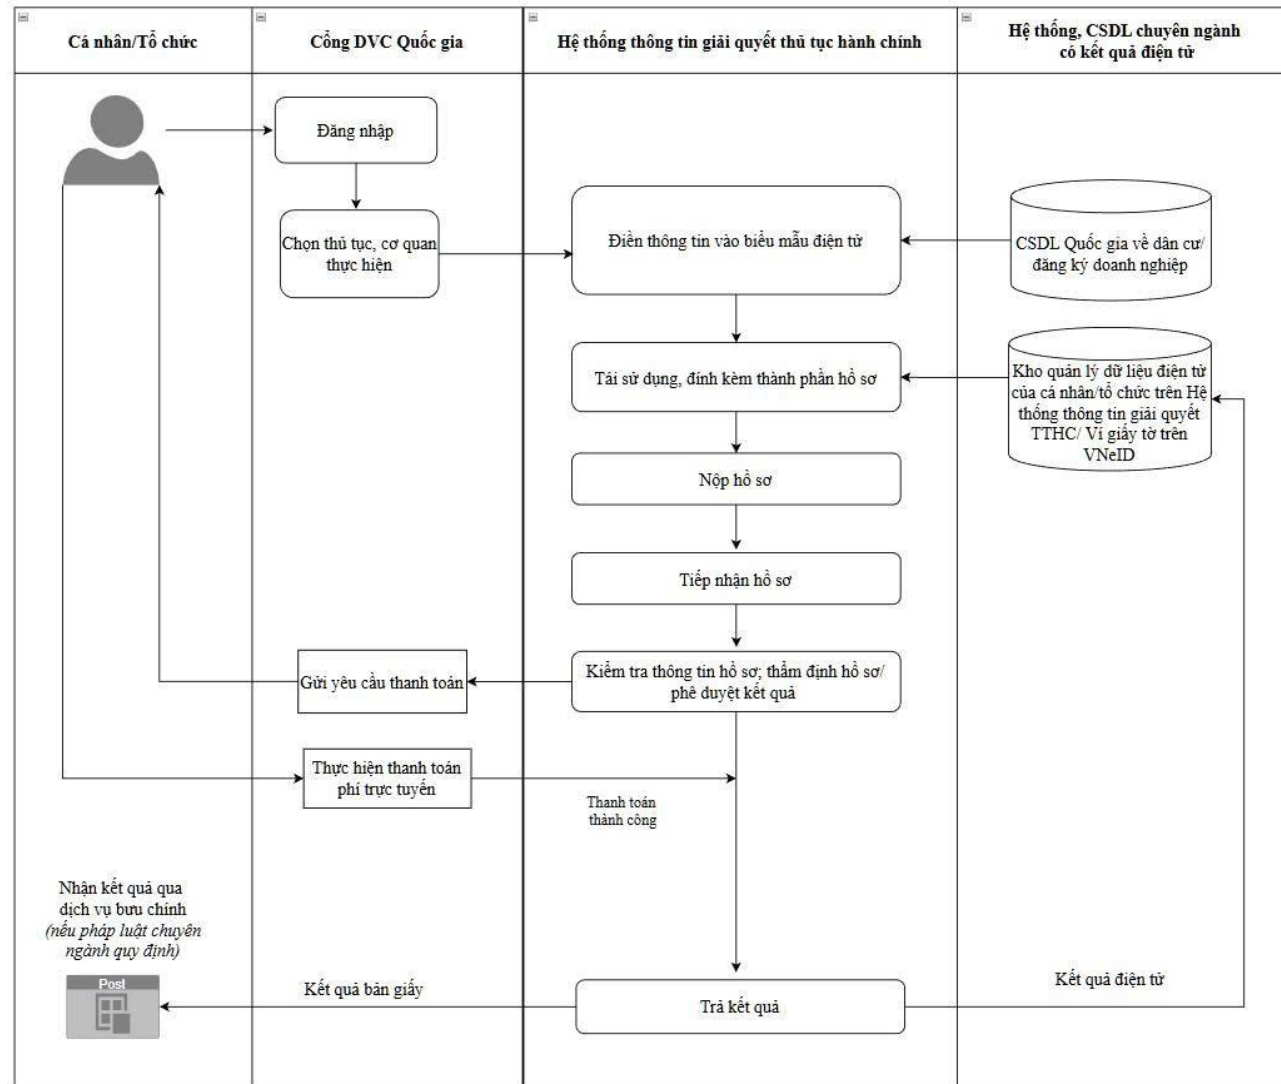 Cá nhân/Tổ chức
Cổng DVC Quốc gia
Hệ thống thông tin giải quyết thủ tục hành chính
Hệ thống, CSDL chuyên ngành
có kết quả điện tử
Đăng nhập
Chọn thủ tục, cơ quan
thực hiện
Điền thông tin vào biểu mẫu điện tử
CSDL Quốc gia về dân cư/
đăng ký doanh nghiệp
Tái sử dụng, đính kèm thành phần hồ sơ
Kho quản lý dữ liệu điện tử
của cá nhân/tổ chức trên Hệ
thống thông tin giải quyết
TTHC/ Ví giấy tờ trên
VNeID
Nộp hồ sơ
Tiếp nhận hồ sơ
Kiểm tra thông tin hồ sơ; thẩm định hồ sơ/
phê duyệt kết quả
Gửi yêu cầu thanh toán
Thực hiện thanh toán
phí trực tuyến
Thanh toán
thành công
Nhận kết quả qua
dịch vụ bưu chính
(nếu pháp luật chuyên
ngành quy định)
Post
Kết quả bản giấy
Trả kết quả
Kết quả điện tử